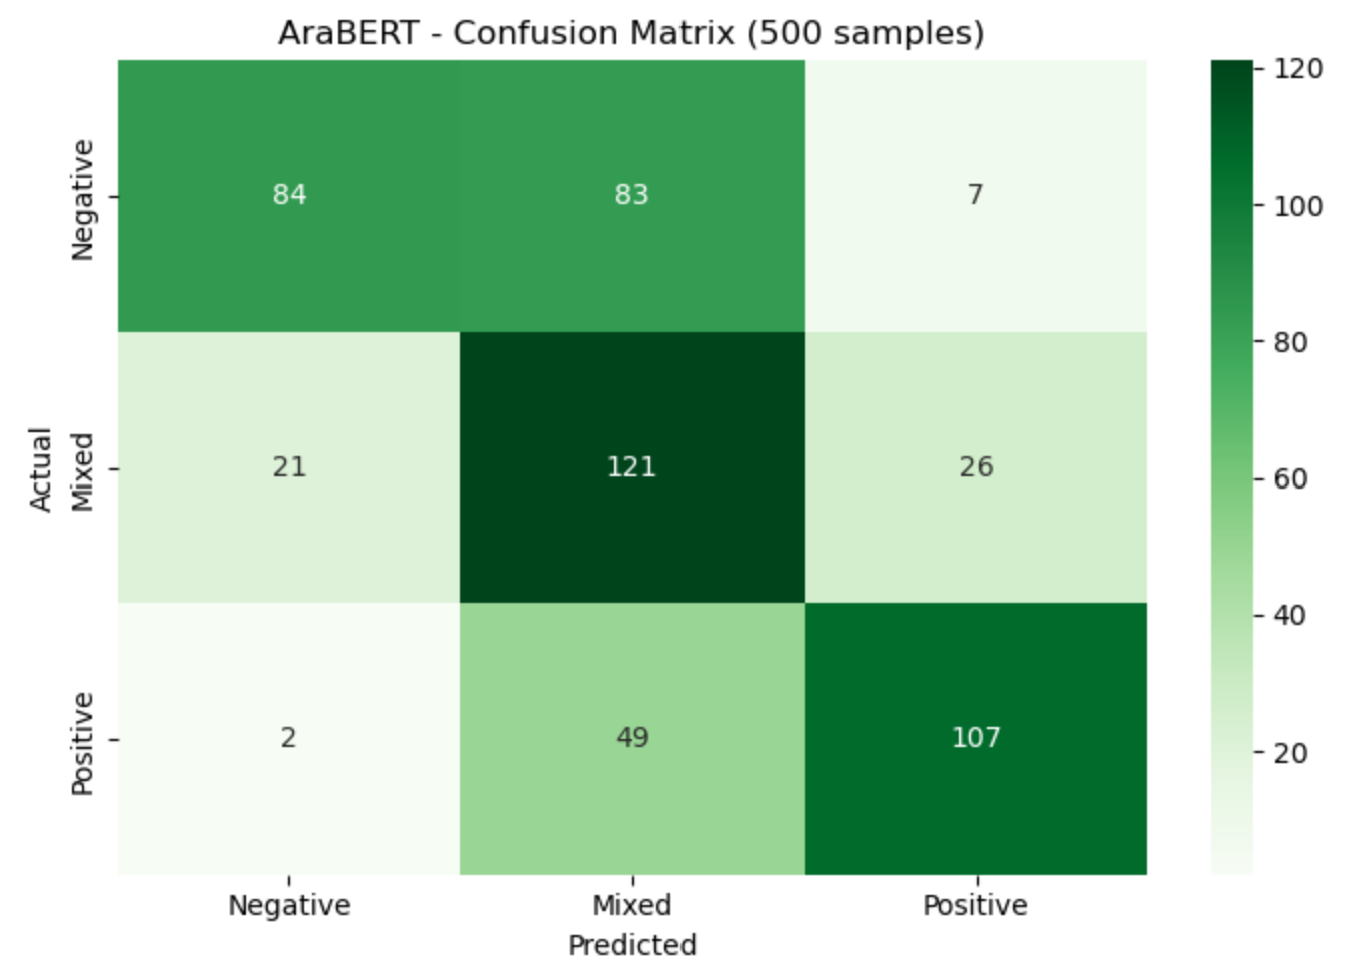 AraBERT - Confusion Matrix (500 samples)
Negative 84 83 7
Mixed 21 121 26
Positive 2 49 107
Actual
Negative Mixed Positive
Predicted
120
100
80
60
40
20